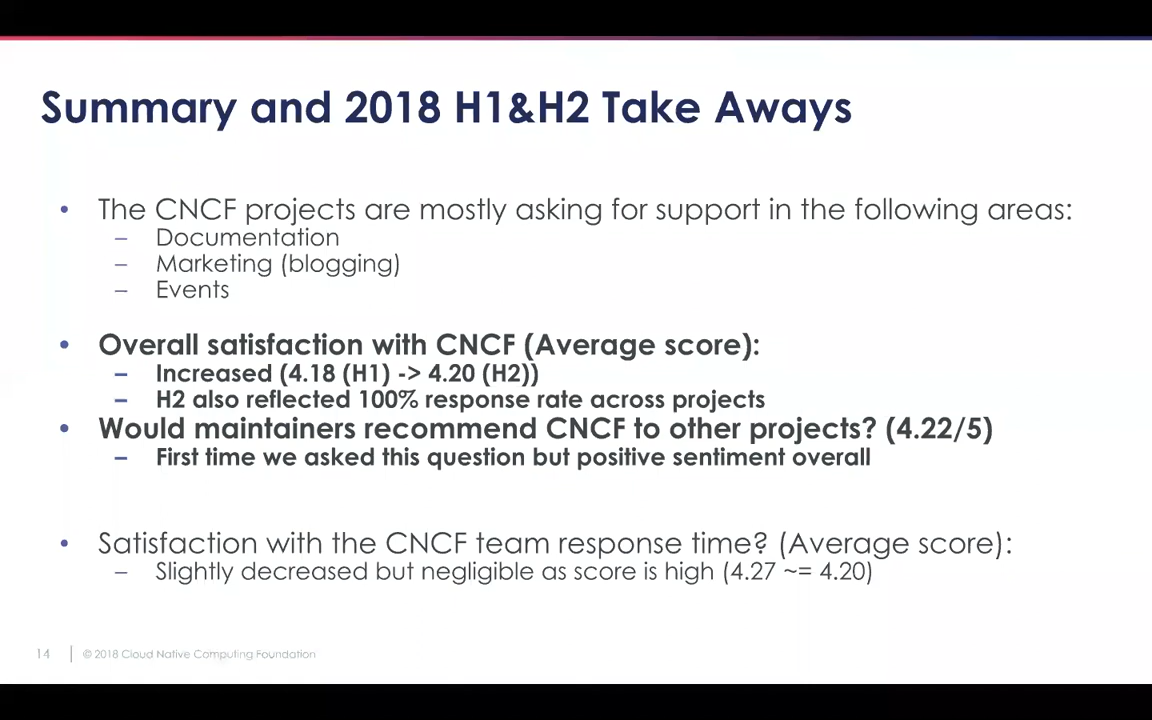 Summary and 2018 H1&H2 Take Aways
• The CNCF projects are mostly asking for support in the following areas:
– Documentation
– Marketing (blogging)
– Events
• Overall satisfaction with CNCF (Average score):
– Increased (4.18 (H1) -> 4.20 (H2))
– H2 also reflected 100% response rate across projects
• Would maintainers recommend CNCF to other projects? (4.22/5)
– First time we asked this question but positive sentiment overall
• Satisfaction with the CNCF team response time? (Average score):
– Slightly decreased but negligible as score is high (4.27 ~= 4.20)
14 | © 2018 Cloud Native Computing Foundation